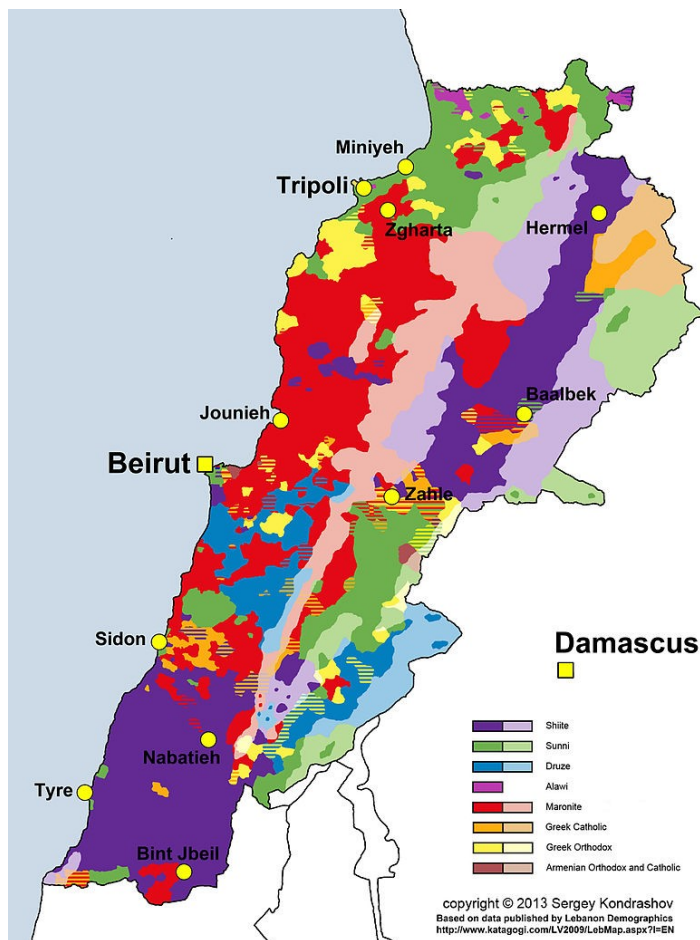 Miniyeh
Tripoli
Zgharta
Hermel
Jounieh
Baalbek
Beirut
Zahle
Sidon
Damascus
Nabatieh
Tyre
Bint Jbeil
Shiite
Sunni
Druze
Alawi
Maronite
Greek Catholic
Greek Orthodox
Armenian Orthodox and Catholic
copyright © 2013 Sergey Kondrashov
Based on data published by Lebanon Demographics
http://www.katagogi.com/LV2009/LebMap.aspx?l=EN